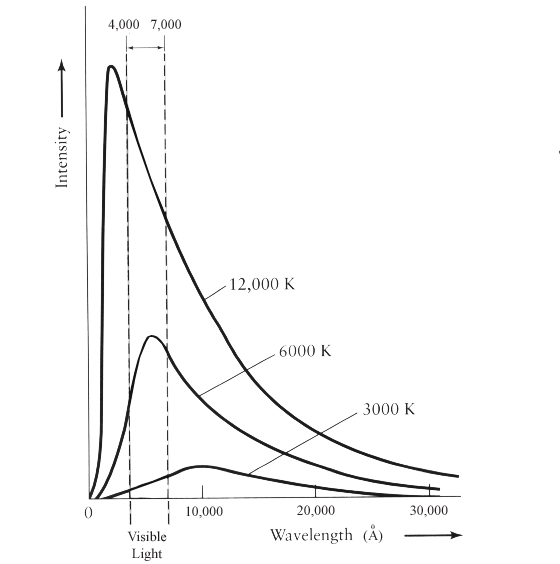 4,000 7,000
Intensity
12,000 K
6000 K
3000 K
0 10,000 20,000 30,000
Wavelength (Å)
Visible
Light